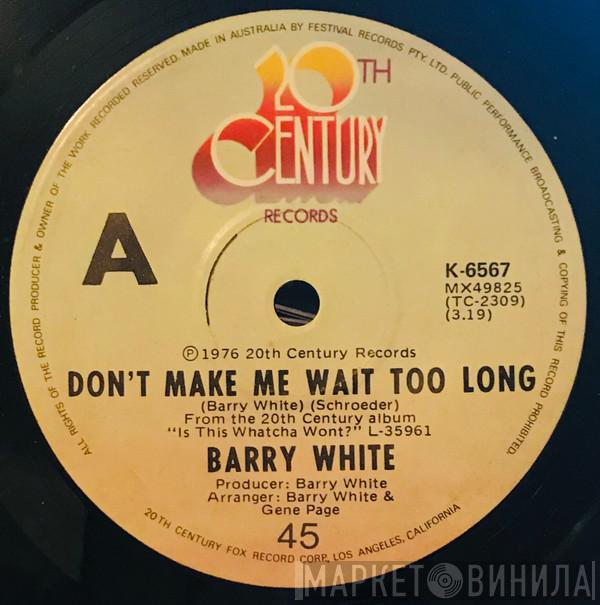 ALL RIGHTS OF THE RECORD PRODUCER & OWNER OF THE WORK RECORDED RESERVED. MADE IN AUSTRALIA BY FESTIVAL RECORDS PTY. LTD. PUBLIC PERFORMANCE BROADCASTING & COPYING OF THIS RECORD PROHIBITED.
20TH
CENTURY
RECORDS
A
K-6567
MX49825
(TC-2309)
(3.19)
Ⓟ1976 20th Century Records
DON'T MAKE ME WAIT TOO LONG
(Barry White) (Schroeder)
From the 20th Century album
"Is This Whatcha Wont?" L-35961
BARRY WHITE
Producer: Barry White
Arranger: Barry White &
Gene Page
45
20TH CENTURY FOX RECORD CORP, LOS ANGELES, CALIFORNIA
МАРКЕТ ВИНИЛА